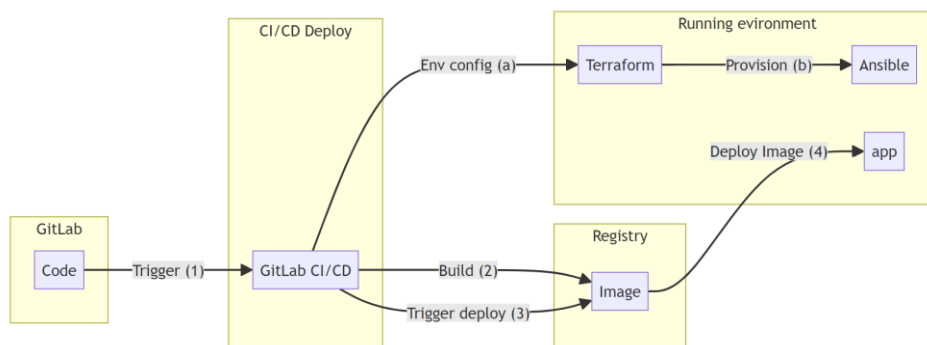 CI/CD Deploy
Running evironment
Env config (a)
Terraform
Provision (b)
Ansible
Deploy Image (4)
app
GitLab
Code
Trigger (1)
GitLab CI/CD
Build (2)
Trigger deploy (3)
Registry
Image